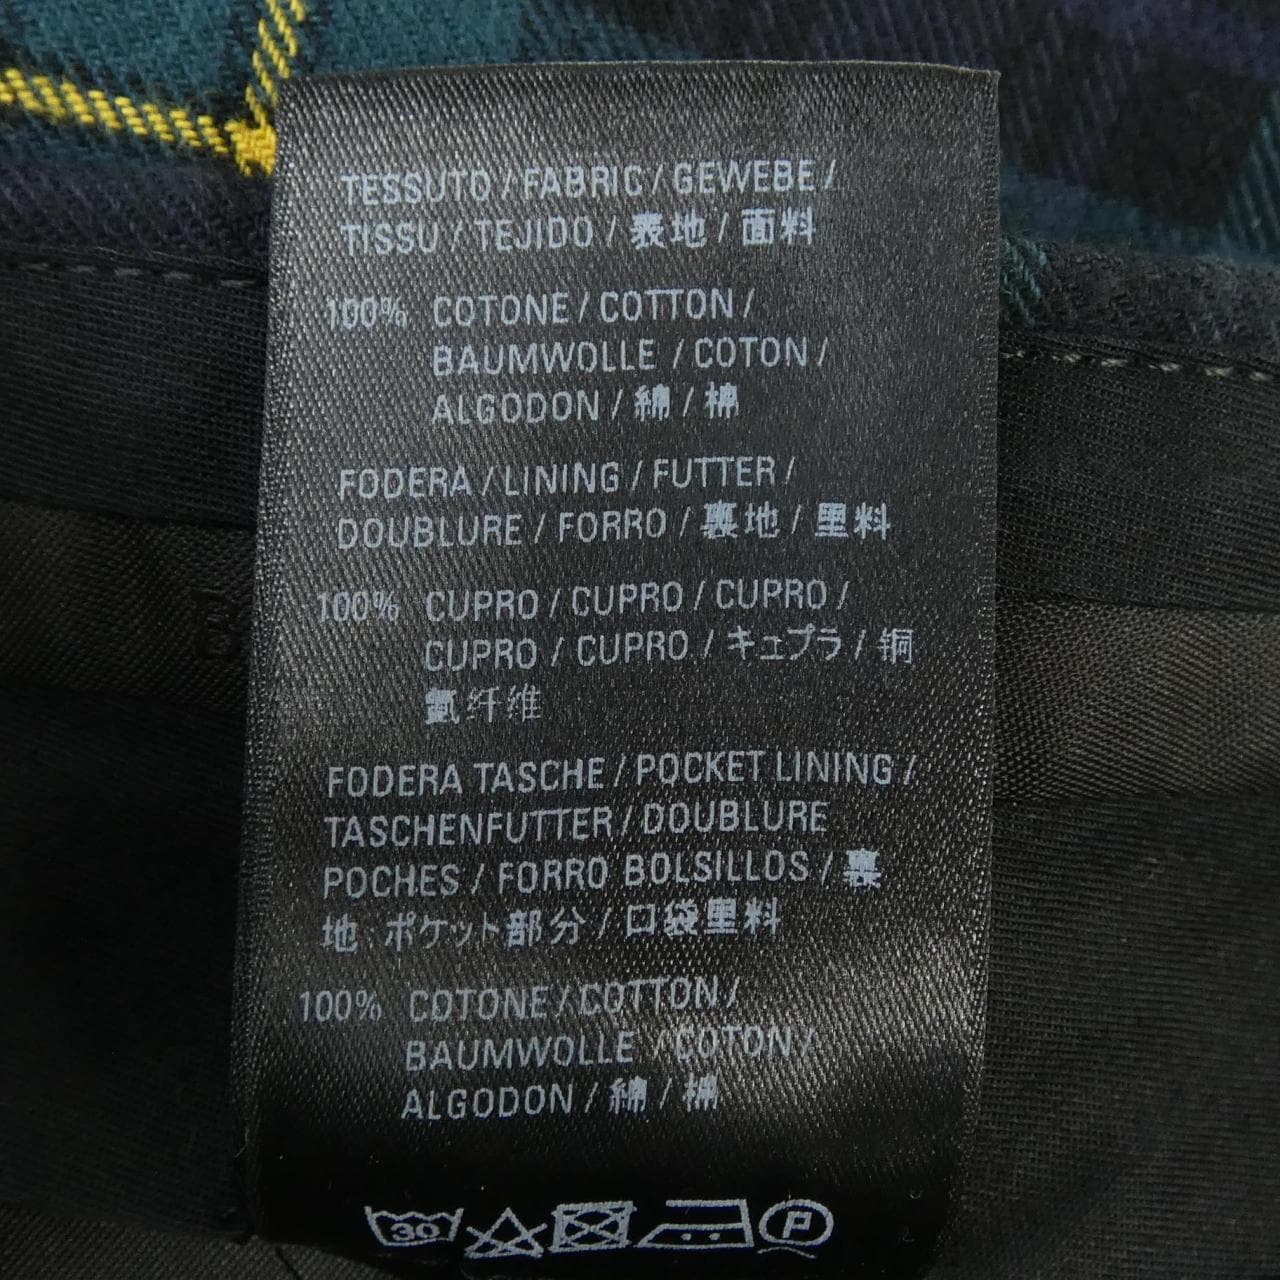 TESSUTO / FABRIC / GEWEBE /
TISSU / TEJIDO / 表地 / 面料
100% COTONE / COTTON /
BAUMWOLLE / COTON /
ALGODON / 綿 / 棉
FODERA / LINING / FUTTER /
DOUBLURE / FORRO / 裏地 / 里料
100% CUPRO / CUPRO / CUPRO /
CUPRO / CUPRO / キュプラ / 铜
氨纤维
FODERA TASCHE / POCKET LINING /
TASCHENFUTTER / DOUBLURE
POCHES / FORRO BOLSILLOS / 裏
地 ポケット部分 / 口袋里料
100% COTONE / COTTON /
BAUMWOLLE / COTON /
ALGODON / 綿 / 棉
30 P